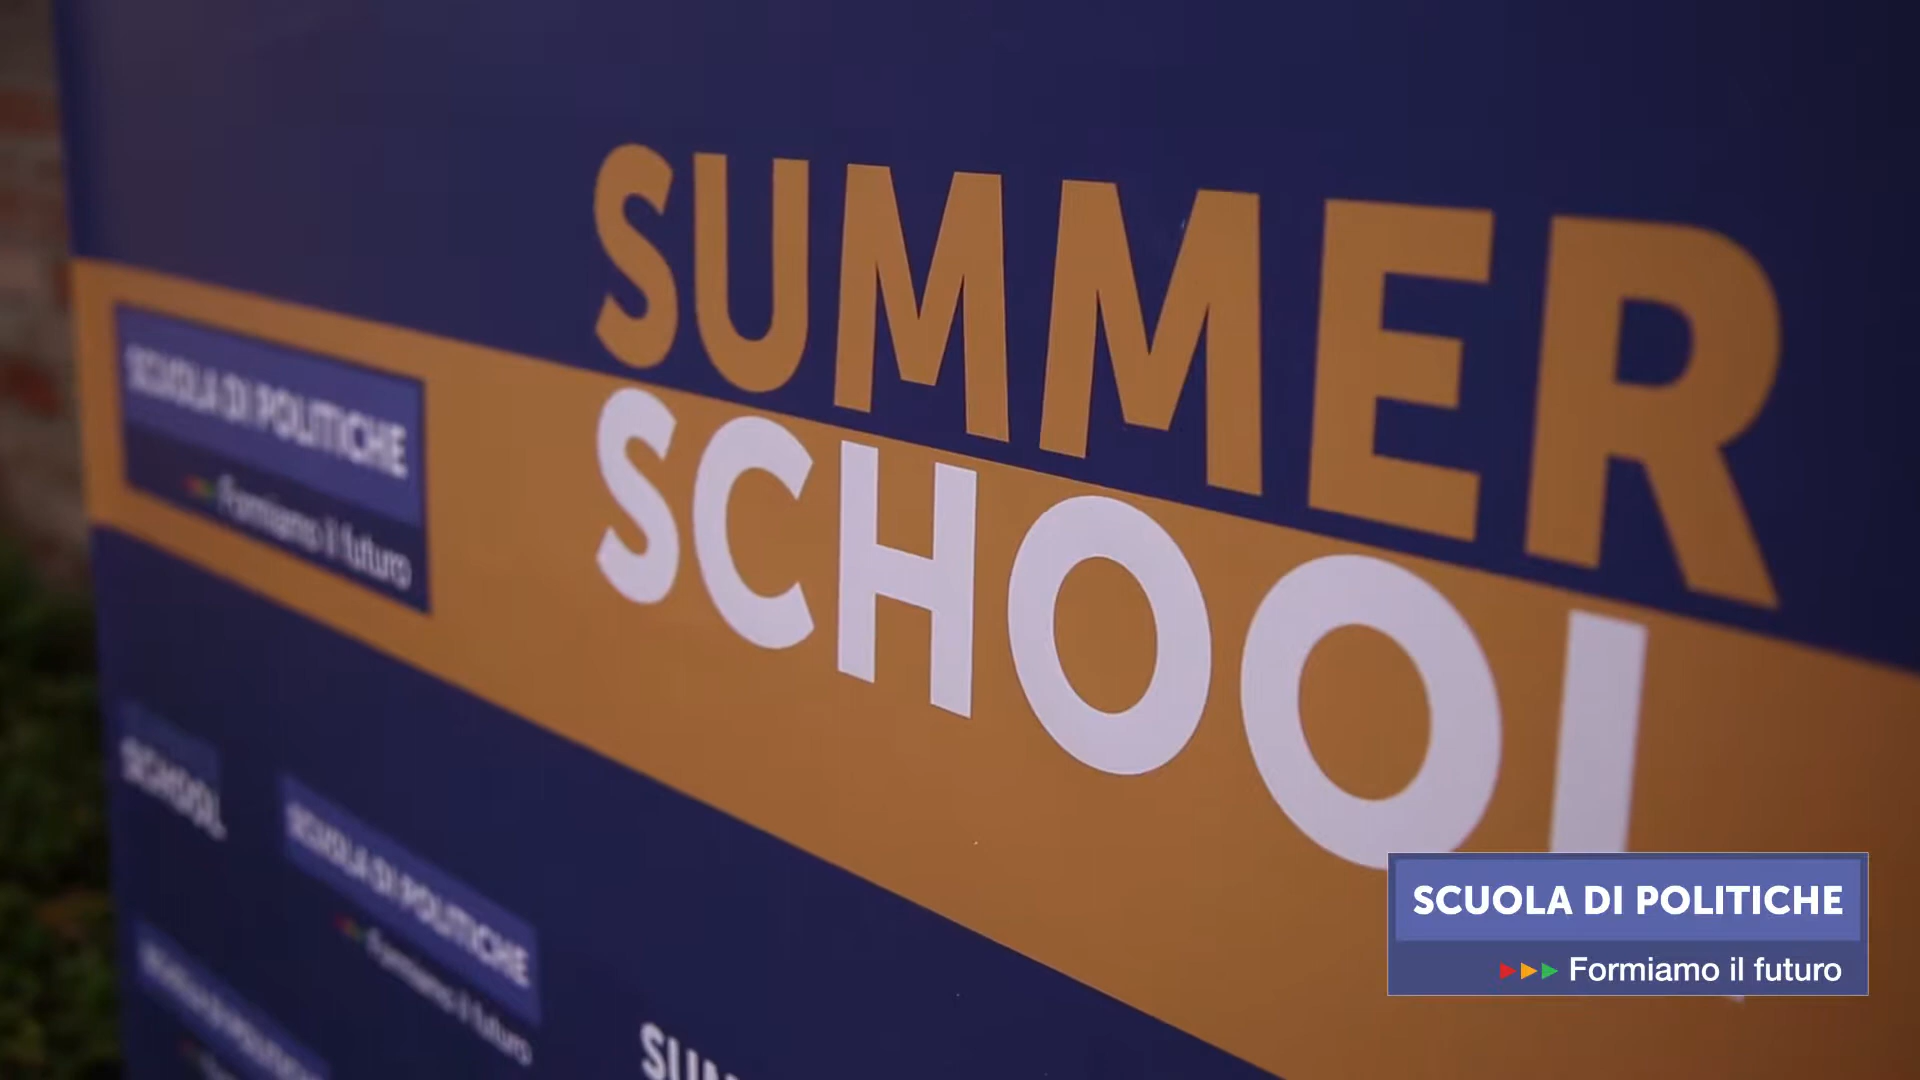 SUMMER
SCHOOL
SCUOLA DI POLITICHE
Formiamo il futuro
SCHOOL
SCUOLA DI POLITICHE
Formiamo il futuro
SCUOLA DI POLITICHE
Formiamo il futuro